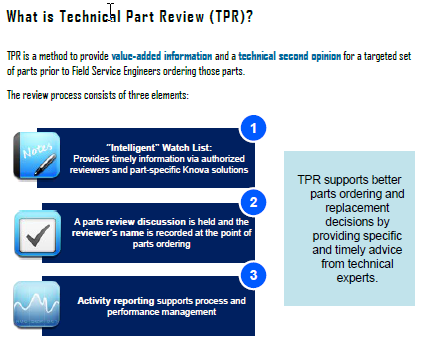 What is Technical Part Review (TPR)?
TPR is a method to provide value-added information and a technical second opinion for a targeted set
of parts prior to Field Service Engineers ordering those parts.
The review process consists of three elements:
1
Notes
“Intelligent” Watch List:
Provides timely information via authorized
reviewers and part-specific Knova solutions
2
A parts review discussion is held and the
reviewer's name is recorded at the point of
parts ordering
3
Activity reporting supports process and
performance management
TPR supports better
parts ordering and
replacement
decisions by
providing specific
and timely advice
from technical
experts.